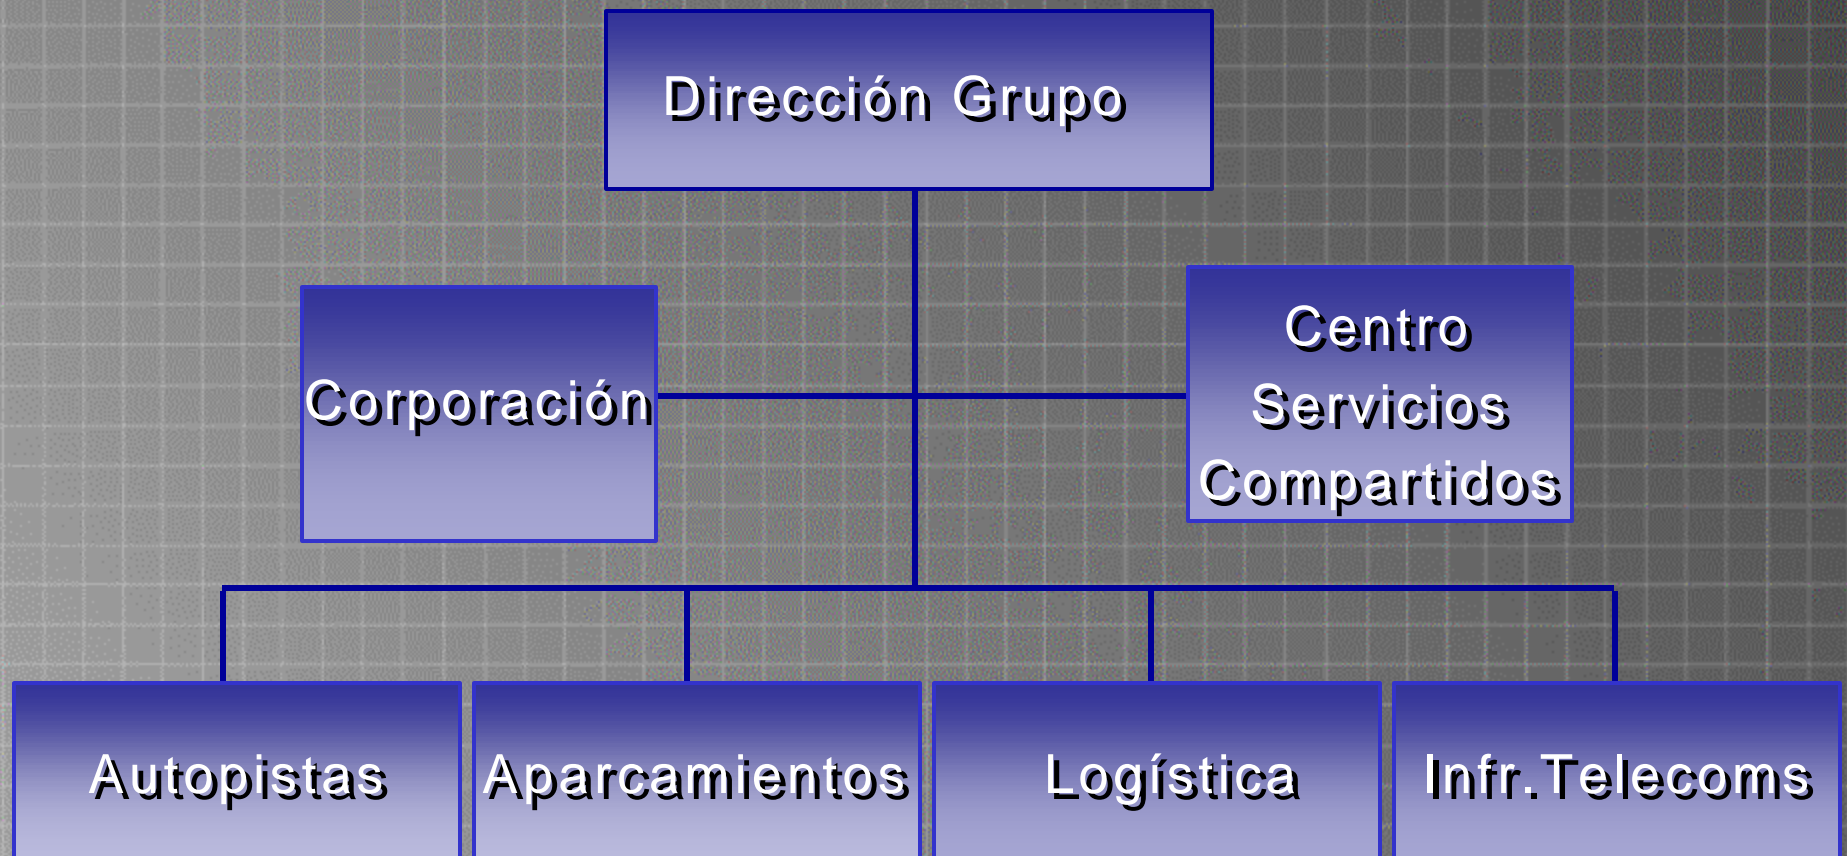 Dirección Grupo
Corporación
Centro
Servicios
Compartidos
Autopistas
Aparcamientos
Logística
Infr.Telecoms